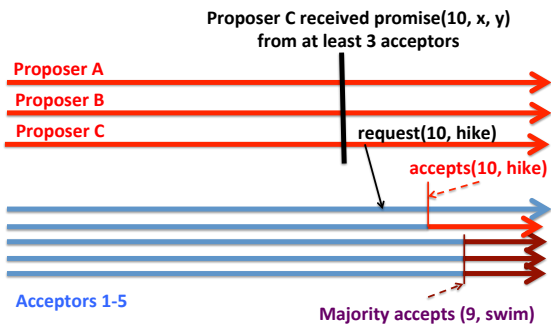 Proposer C received promise(10, x, y)
from at least 3 acceptors
Proposer A
Proposer B
Proposer C
request(10, hike)
accepts(10, hike)
Acceptors 1-5
Majority accepts (9, swim)